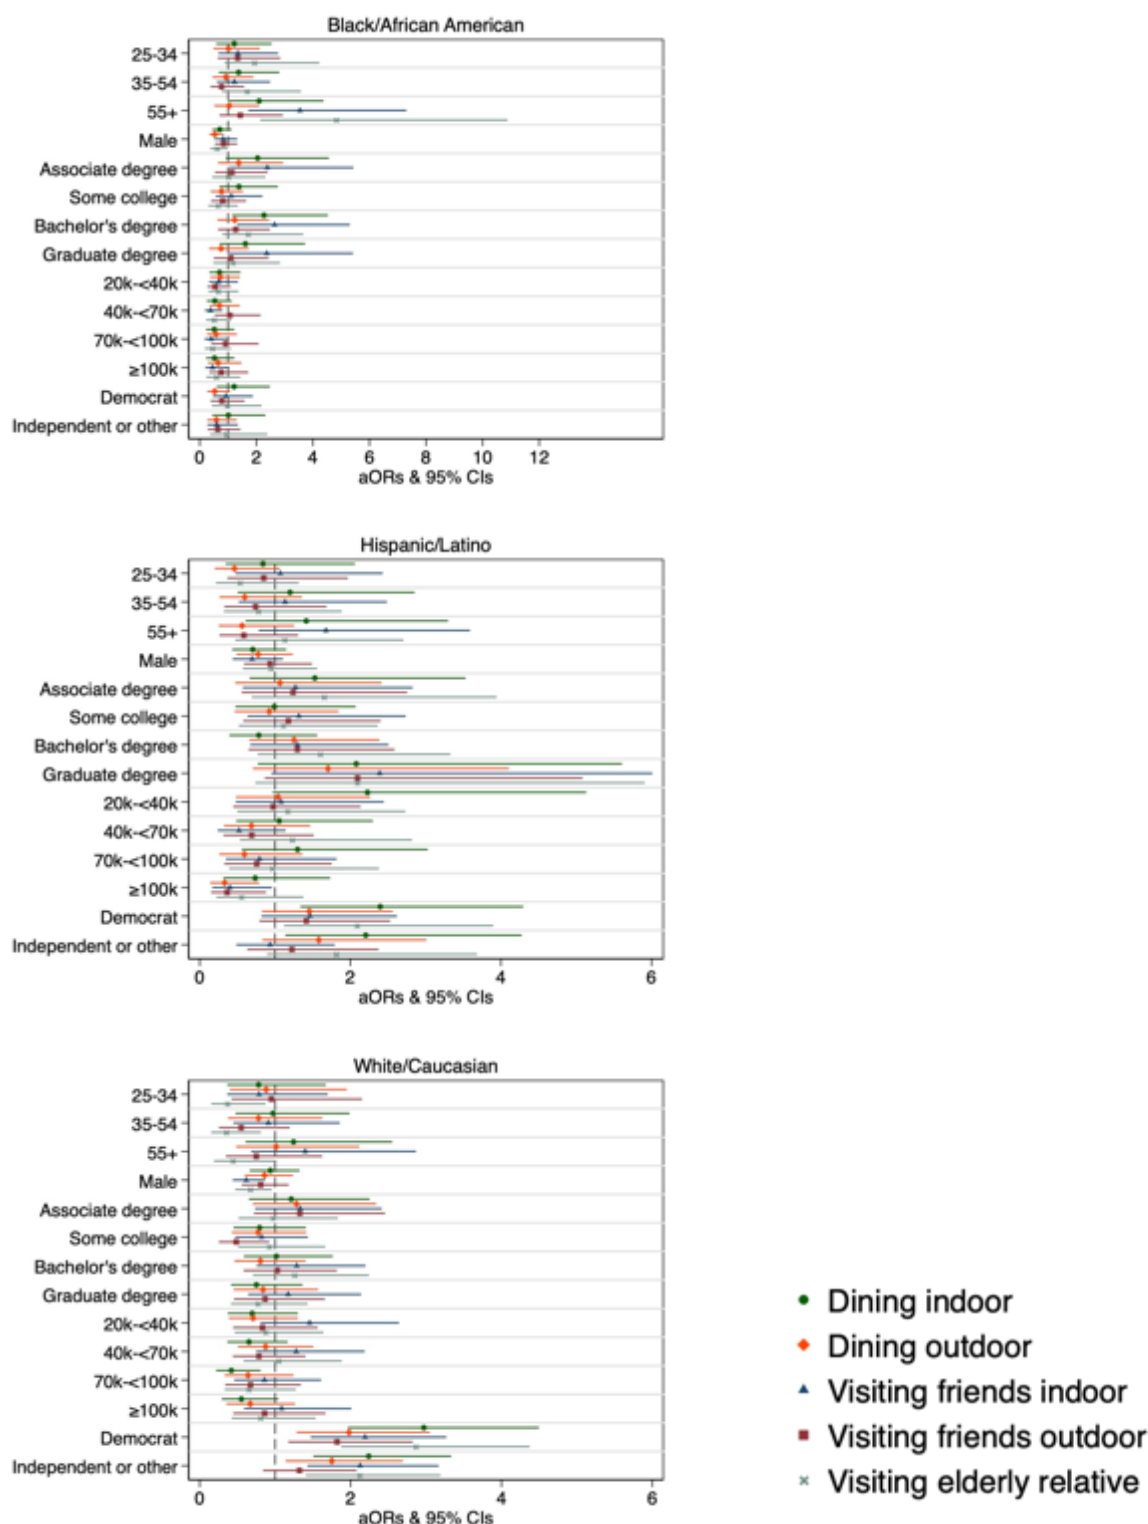 Black/African American
25-34
35-54
55+
Male
Associate degree
Some college
Bachelor's degree
Graduate degree
20k-<40k
40k-<70k
70k-<100k
≥100k
Democrat
Independent or other
0 2 4 6 8 10 12
aORs & 95% CIs
Hispanic/Latino
25-34
35-54
55+
Male
Associate degree
Some college
Bachelor's degree
Graduate degree
20k-<40k
40k-<70k
70k-<100k
≥100k
Democrat
Independent or other
0 2 4 6
aORs & 95% CIs
White/Caucasian
25-34
35-54
55+
Male
Associate degree
Some college
Bachelor's degree
Graduate degree
20k-<40k
40k-<70k
70k-<100k
≥100k
Democrat
Independent or other
0 2 4 6
aORs & 95% CIs
Dining indoor
Dining outdoor
Visiting friends indoor
Visiting friends outdoor
Visiting elderly relative